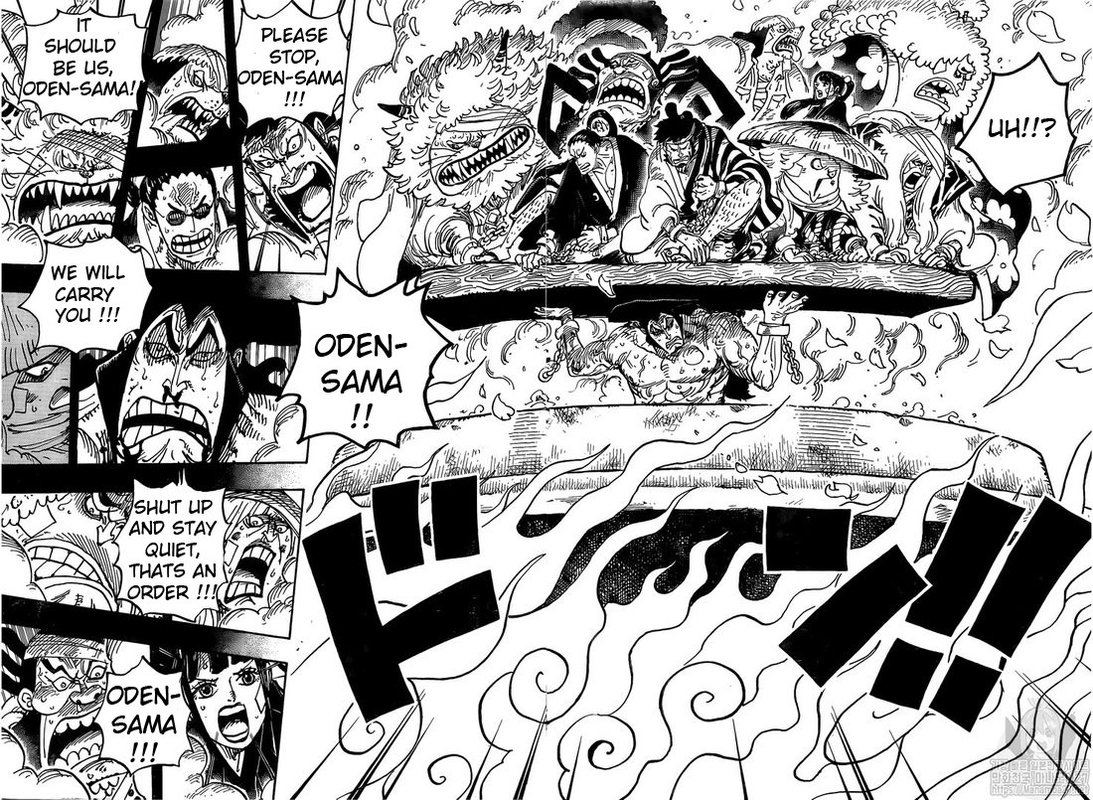 UH!!?
ドン!!
ODEN-
SAMA
!!
PLEASE
STOP,
ODEN-SAMA
!!!
IT
SHOULD
BE US,
ODEN-SAMA!!
WE WILL
CARRY
YOU !!!
SHUT UP
AND STAY
QUIET,
THATS AN
ORDER !!!
ODEN-
SAMA
!!!